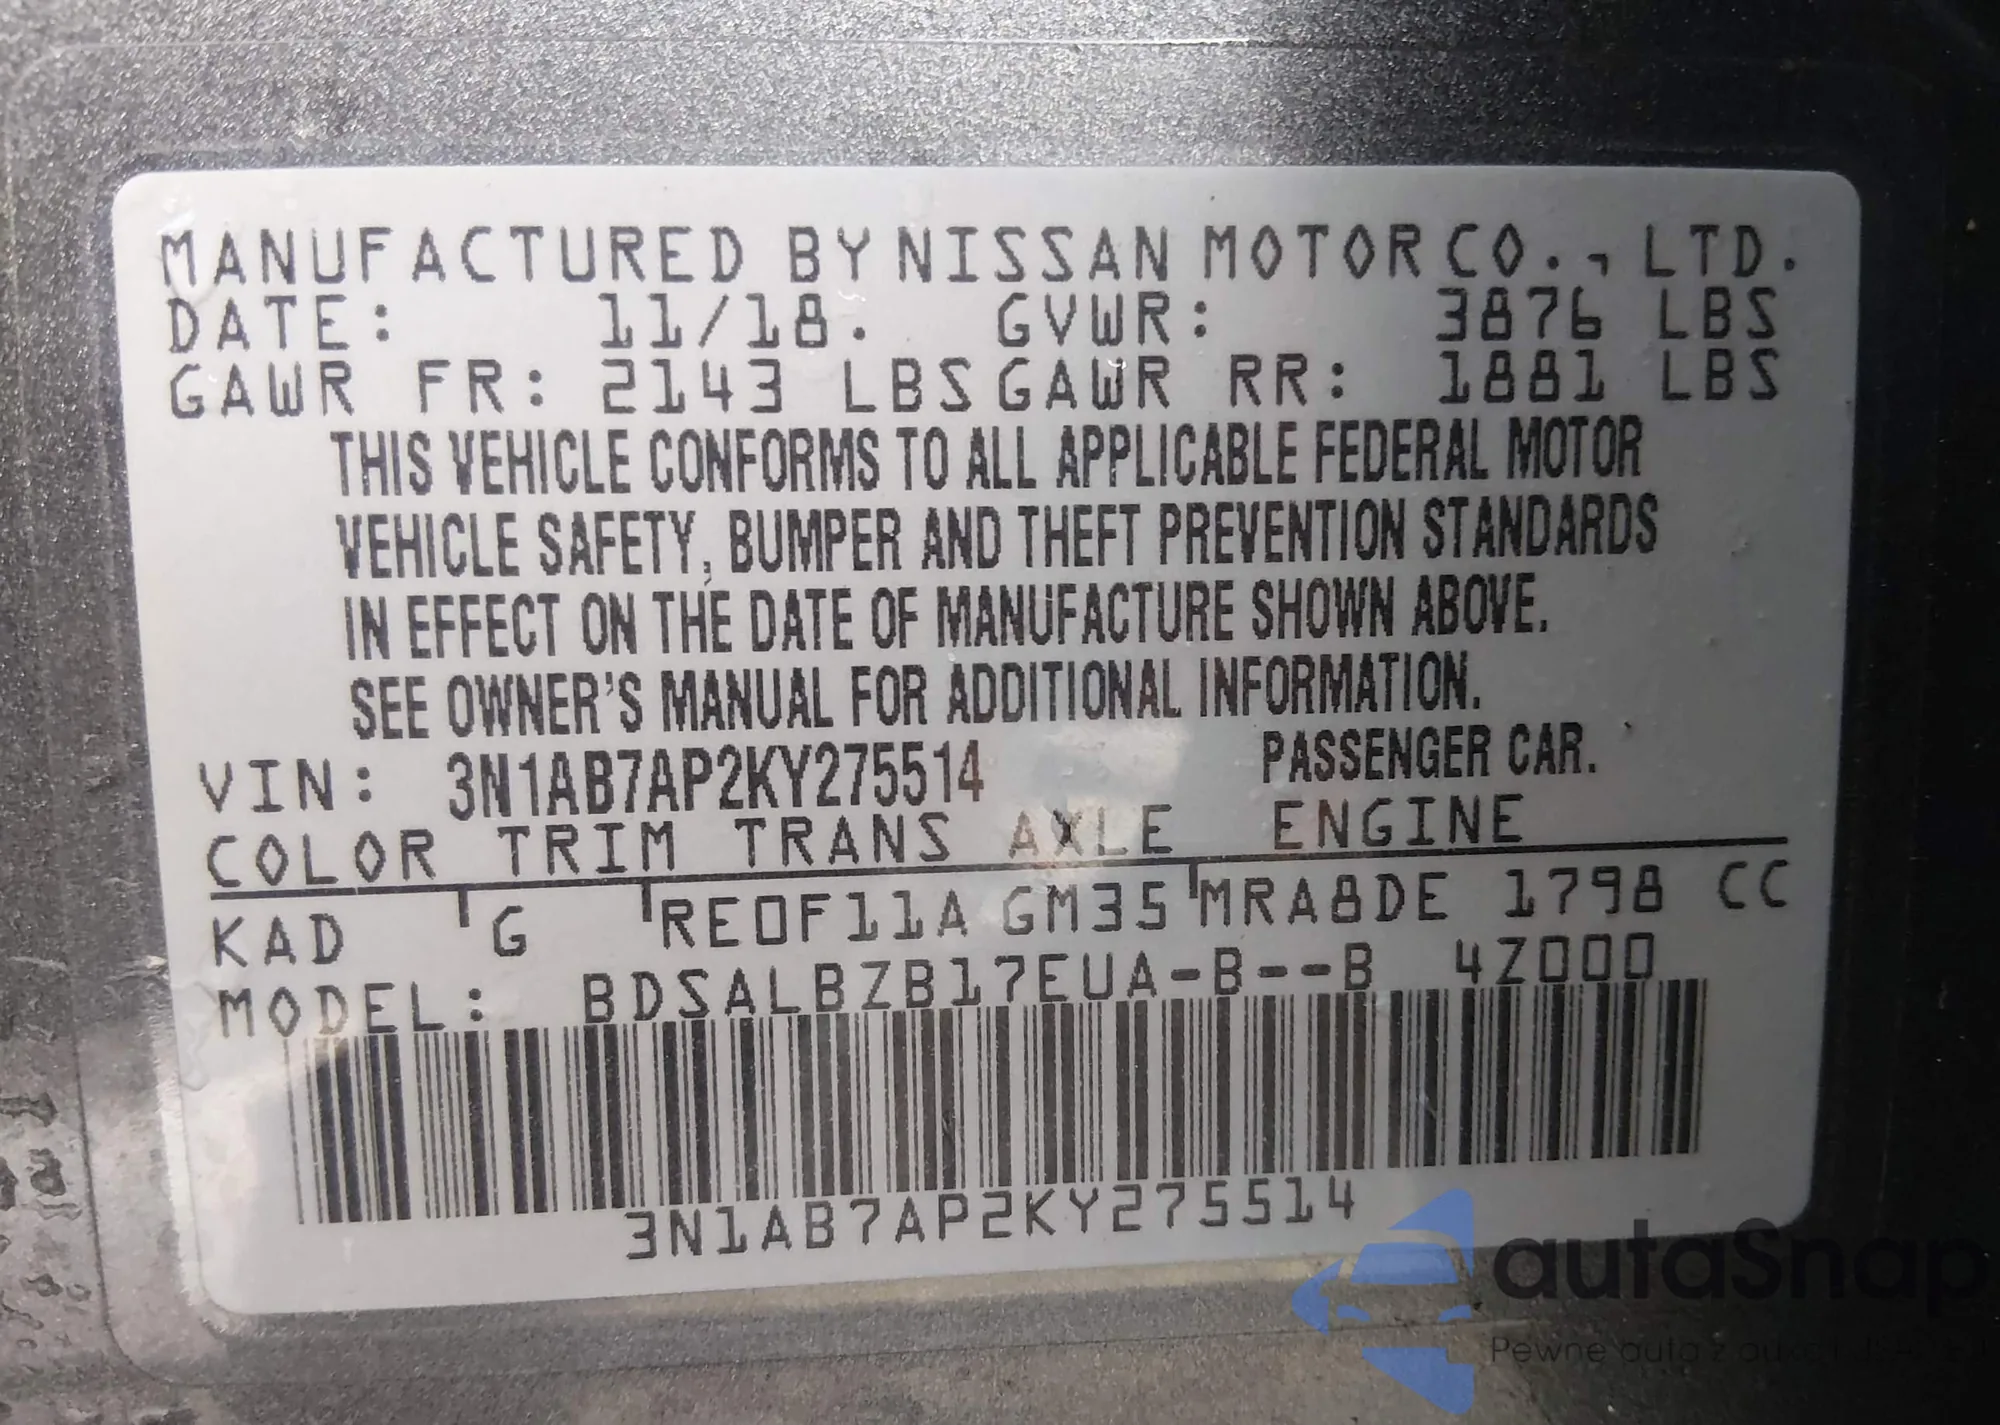 MANUFACTURED BY NISSAN MOTOR CO., LTD.
DATE: 11/18. GVWR: 3876 LBS
GAWR FR: 2143 LBS GAWR RR: 1881 LBS
THIS VEHICLE CONFORMS TO ALL APPLICABLE FEDERAL MOTOR
VEHICLE SAFETY, BUMPER AND THEFT PREVENTION STANDARDS
IN EFFECT ON THE DATE OF MANUFACTURE SHOWN ABOVE.
SEE OWNER'S MANUAL FOR ADDITIONAL INFORMATION.
VIN: 3N1AB7AP2KY275514 PASSENGER CAR.
COLOR TRIM TRANS AXLE ENGINE
KAD G RE0F11A GM35 MRA8DE 1798 CC
MODEL: BDSALBZB17EUA-B--B 4Z000
3N1AB7AP2KY275514
autaSnap
Pewne auta z